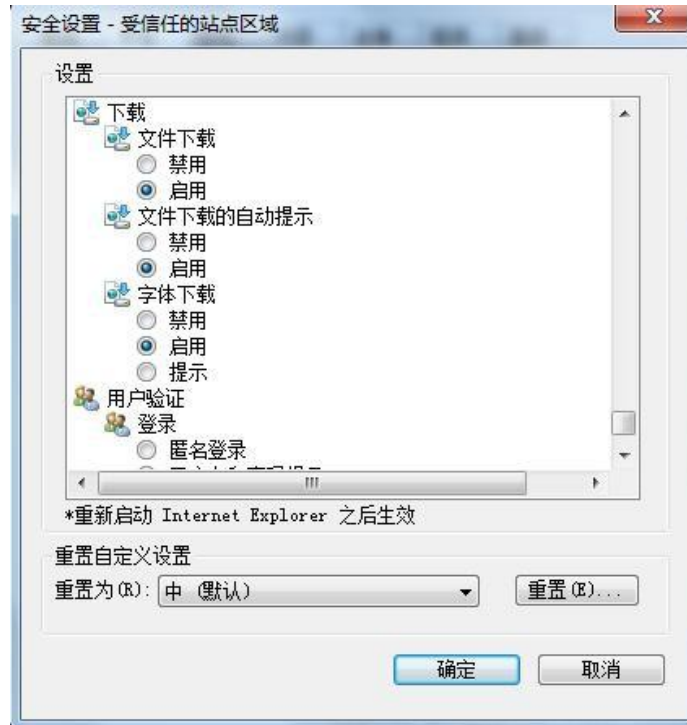 安全设置 - 受信任的站点区域
设置
下载
文件下载
禁用
启用
文件下载的自动提示
禁用
启用
字体下载
禁用
启用
提示
用户验证
登录
匿名登录
*重新启动 Internet Explorer 之后生效
重置自定义设置
重置为(R): 中 (默认) 重置(E)...
确定 取消